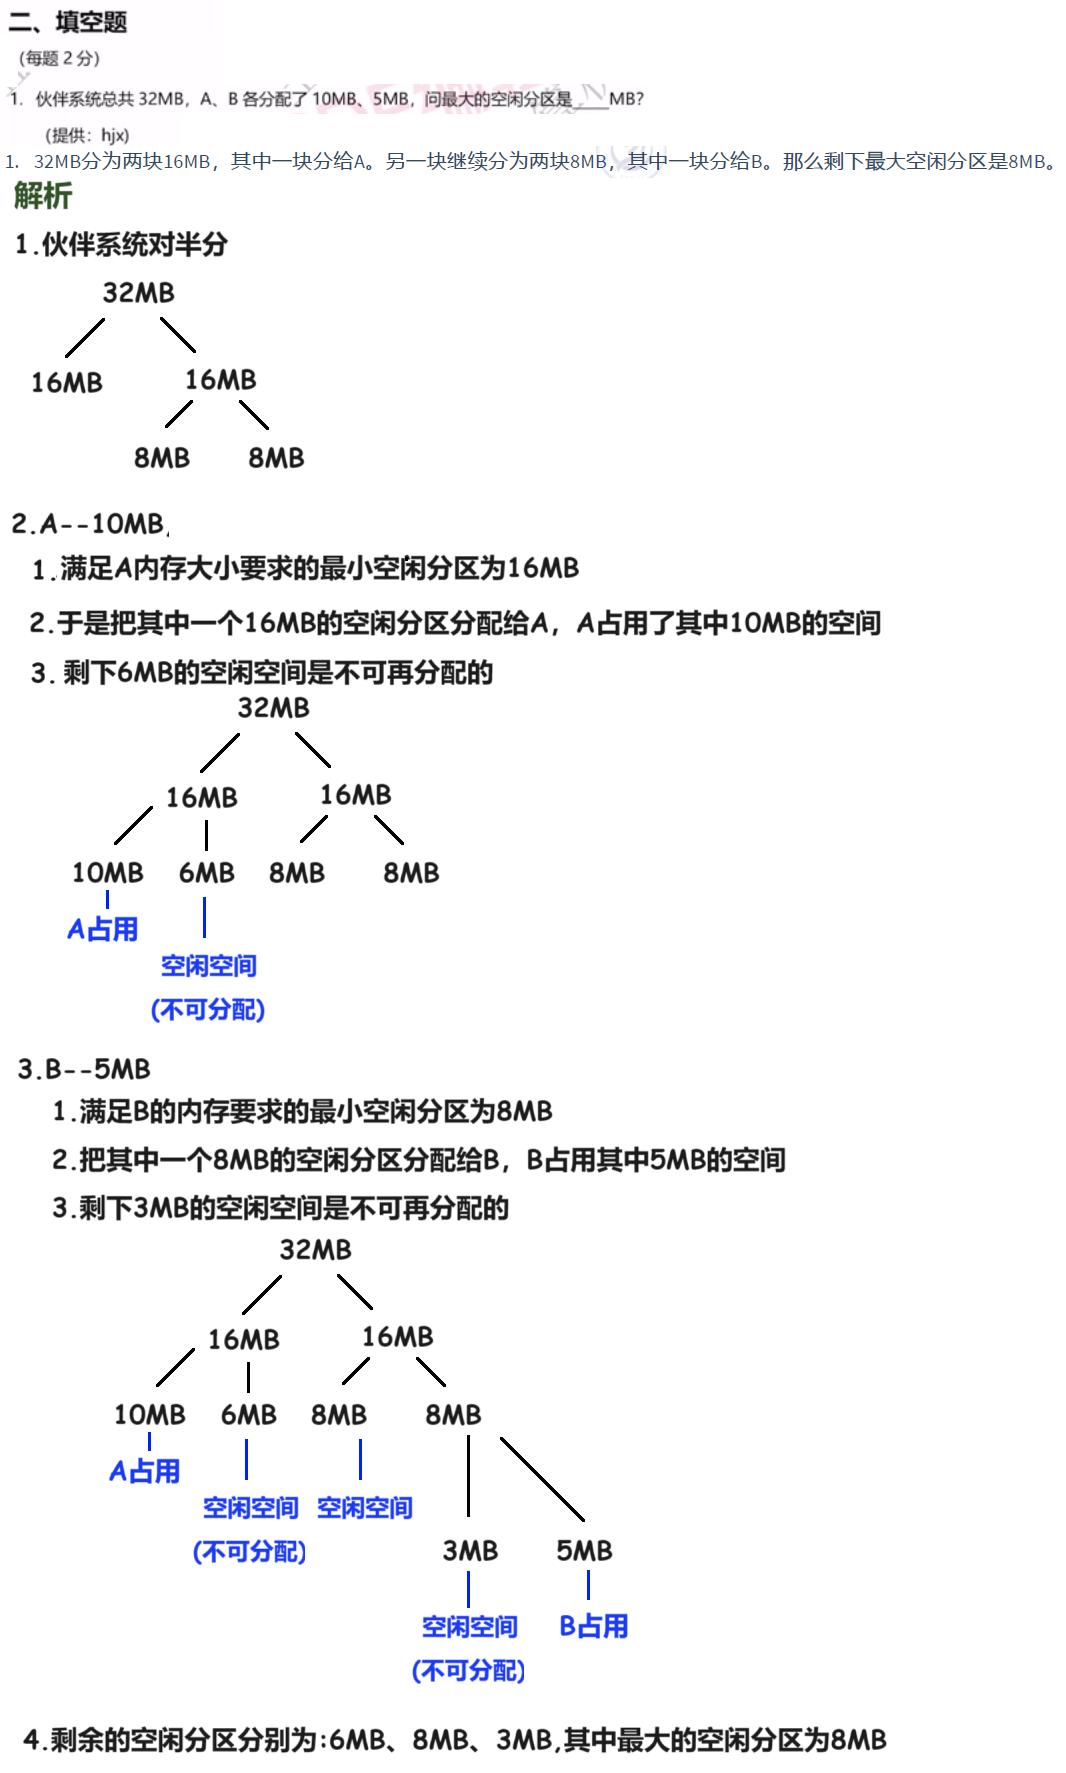 二、填空题
(每题 2 分)
1. 伙伴系统总共 32MB，A、B 各分配了 10MB、5MB，问最大的空闲分区是____MB?
(提供：hjx)
1. 32MB分为两块16MB，其中一块分给A。另一块继续分为两块8MB，其中一块分给B。那么剩下最大空闲分区是8MB。
解析
1.伙伴系统对半分
32MB
16MB 16MB
8MB 8MB
2.A--10MB,
1.满足A内存大小要求的最小空闲分区为16MB
2.于是把其中一个16MB的空闲分区分配给A，A占用了其中10MB的空间
3. 剩下6MB的空闲空间是不可再分配的
32MB
16MB 16MB
10MB 6MB 8MB 8MB
A占用
空闲空间
(不可分配)
3.B--5MB
1.满足B的内存要求的最小空闲分区为8MB
2.把其中一个8MB的空闲分区分配给B，B占用其中5MB的空间
3.剩下3MB的空闲空间是不可再分配的
32MB
16MB 16MB
10MB 6MB 8MB 8MB
A占用
空闲空间 空闲空间
(不可分配)
3MB 5MB
空闲空间 B占用
(不可分配)
4.剩余的空闲分区分别为:6MB、8MB、3MB,其中最大的空闲分区为8MB